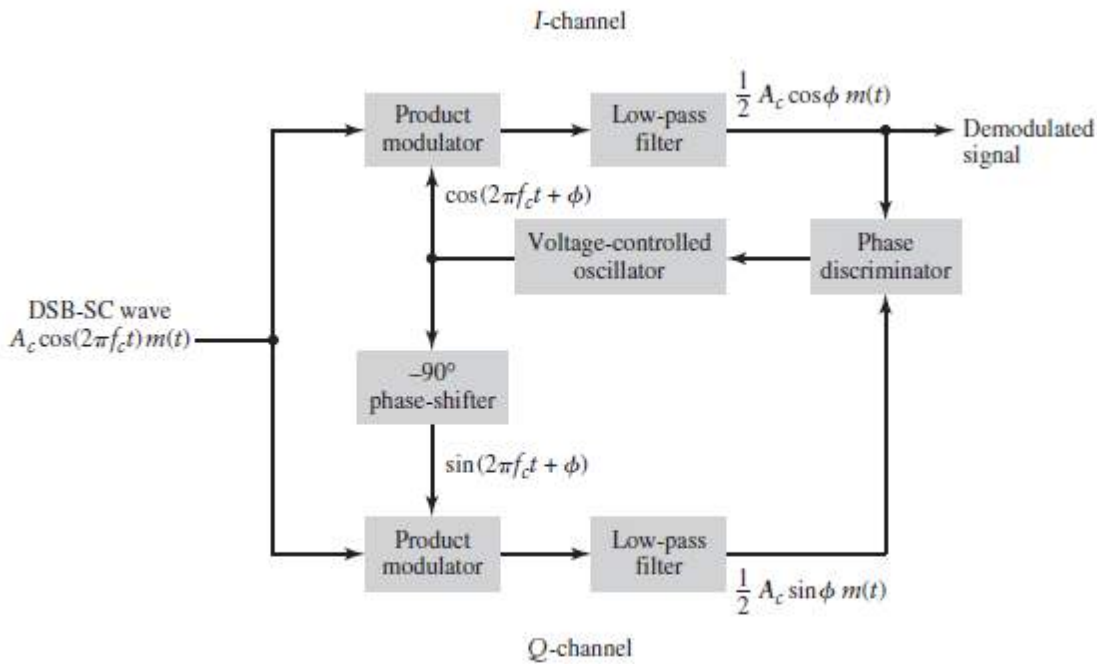 I-channel
Product
modulator
Low-pass
filter
1/2 A_c cosϕ m(t)
Demodulated
signal
cos(2πf_c t + ϕ)
Voltage-controlled
oscillator
Phase
discriminator
DSB-SC wave
A_c cos(2πf_c t) m(t)
–90°
phase-shifter
sin(2πf_c t + ϕ)
Product
modulator
Low-pass
filter
1/2 A_c sinϕ m(t)
Q-channel